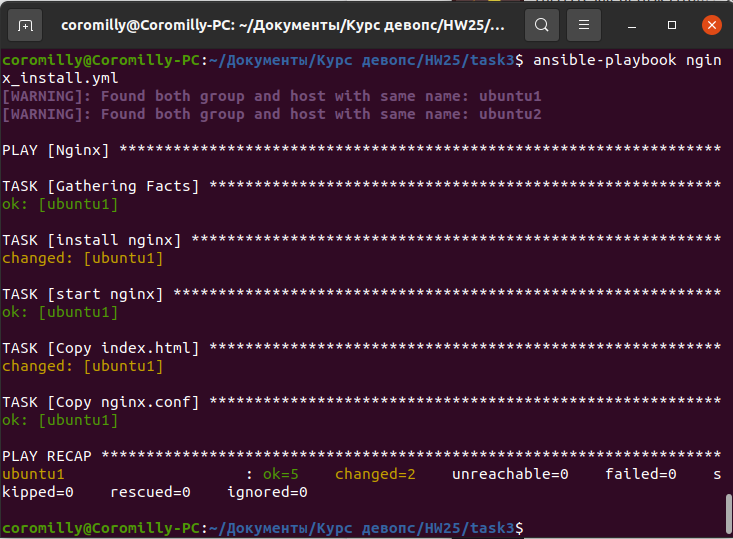 coromilly@Coromilly-PC: ~/Документы/Курс девопс/HW25/...
coromilly@Coromilly-PC:~/Документы/Курс девопс/HW25/task3$ ansible-playbook ngin
x_install.yml
[WARNING]: Found both group and host with same name: ubuntu1
[WARNING]: Found both group and host with same name: ubuntu2
PLAY [Nginx] *******************************************************************
TASK [Gathering Facts] *********************************************************
ok: [ubuntu1]
TASK [install nginx] ***********************************************************
changed: [ubuntu1]
TASK [start nginx] *************************************************************
ok: [ubuntu1]
TASK [Copy index.html] *********************************************************
changed: [ubuntu1]
TASK [Copy nginx.conf] *********************************************************
ok: [ubuntu1]
PLAY RECAP *********************************************************************
ubuntu1                    : ok=5    changed=2    unreachable=0    failed=0    s
kipped=0    rescued=0    ignored=0
coromilly@Coromilly-PC:~/Документы/Курс девопс/HW25/task3$